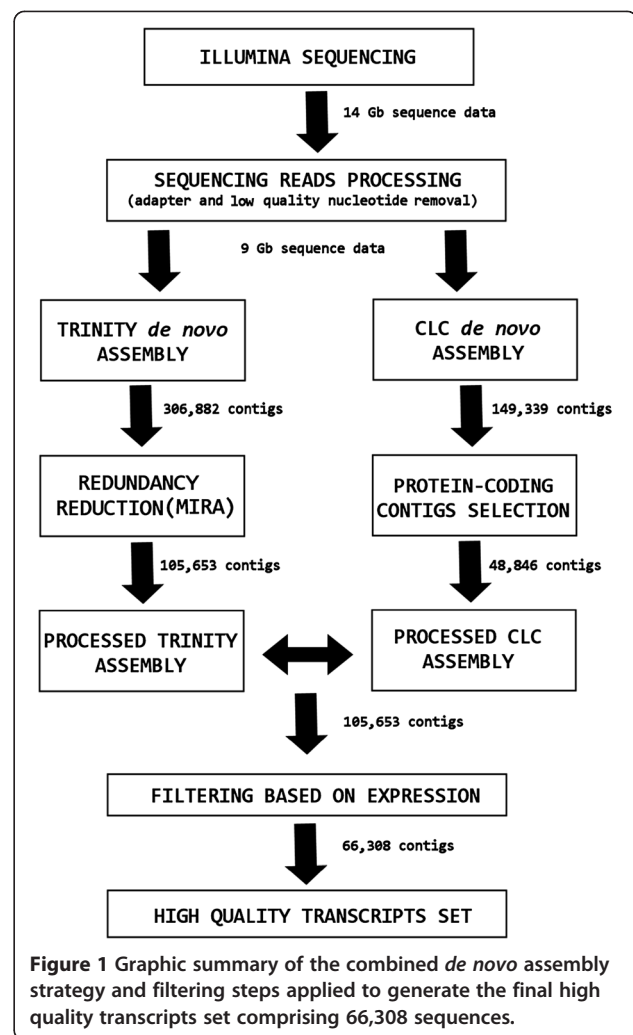 ILLUMINA SEQUENCING
14 Gb sequence data
SEQUENCING READS PROCESSING
(adapter and low quality nucleotide removal)
9 Gb sequence data
TRINITY de novo
ASSEMBLY
CLC de novo
ASSEMBLY
306,882 contigs
149,339 contigs
REDUNDANCY
REDUCTION(MIRA)
PROTEIN-CODING
CONTIGS SELECTION
105,653 contigs
48,846 contigs
PROCESSED TRINITY
ASSEMBLY
PROCESSED CLC
ASSEMBLY
105,653 contigs
FILTERING BASED ON EXPRESSION
66,308 contigs
HIGH QUALITY TRANSCRIPTS SET
Figure 1 Graphic summary of the combined de novo assembly
strategy and filtering steps applied to generate the final high
quality transcripts set comprising 66,308 sequences.